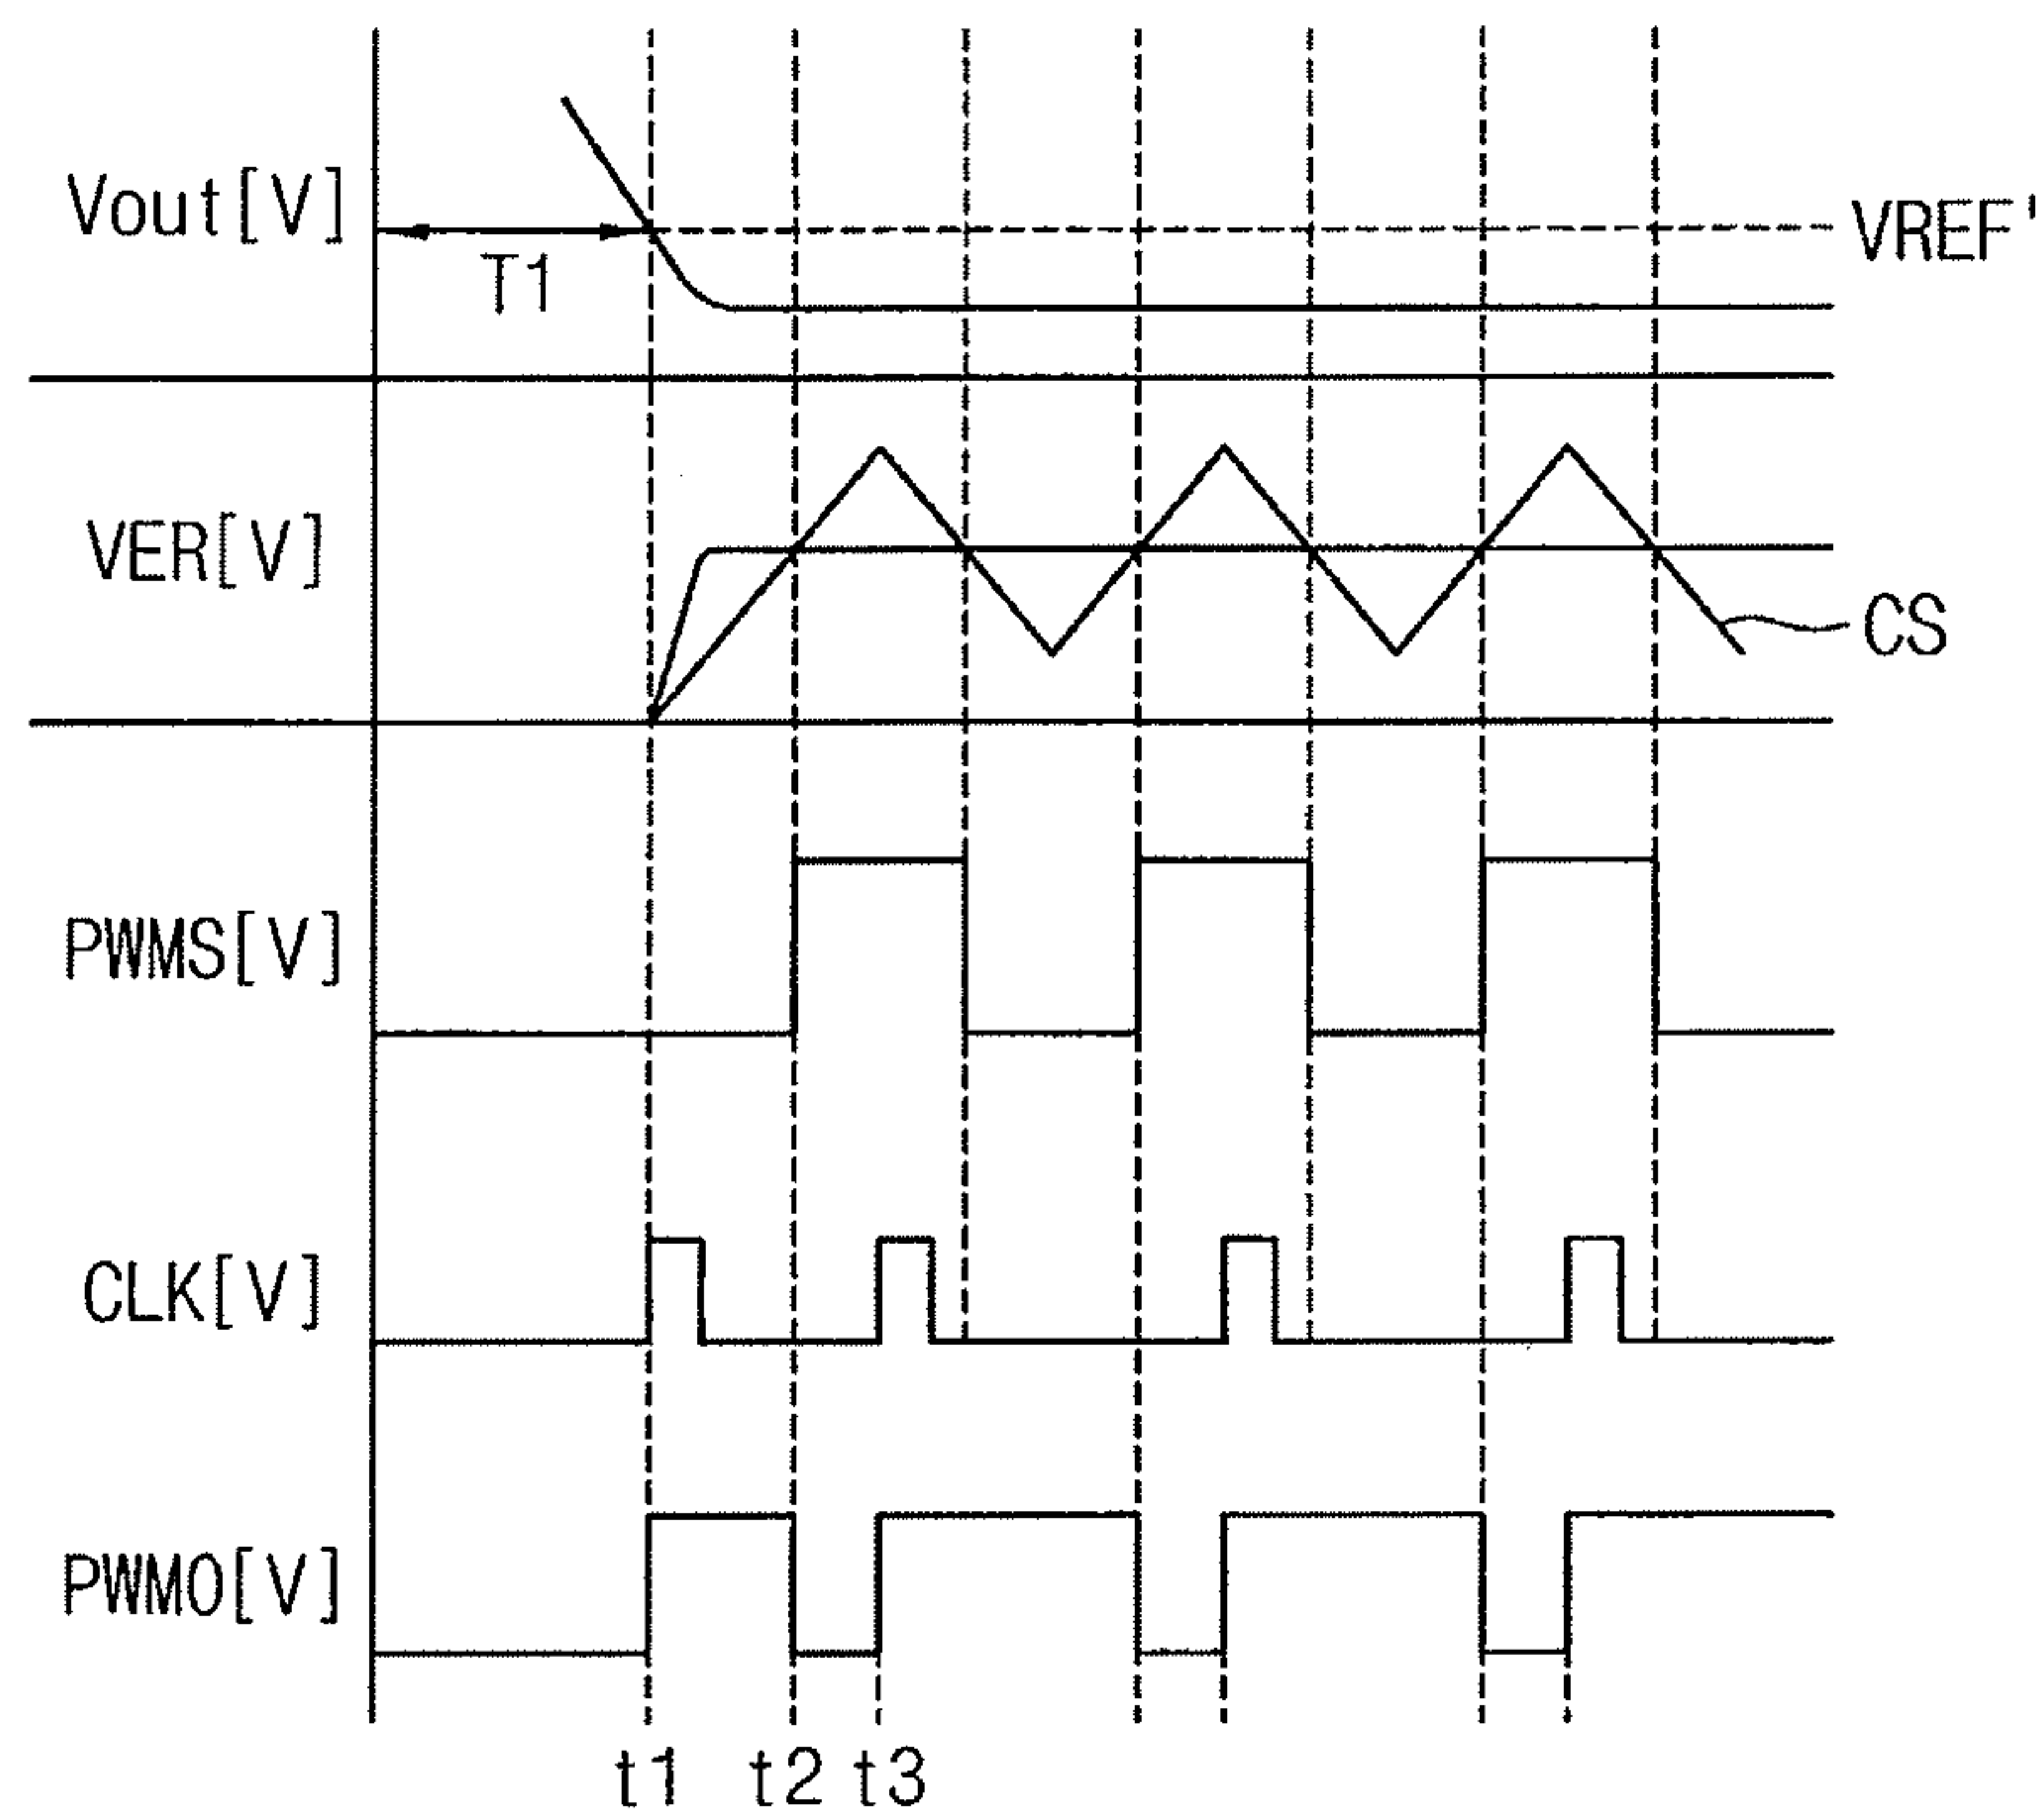 Vout[V]
VREF'
T1
VER[V]
CS
PWMS[V]
CLK[V]
PWMO[V]
t1 t2 t3